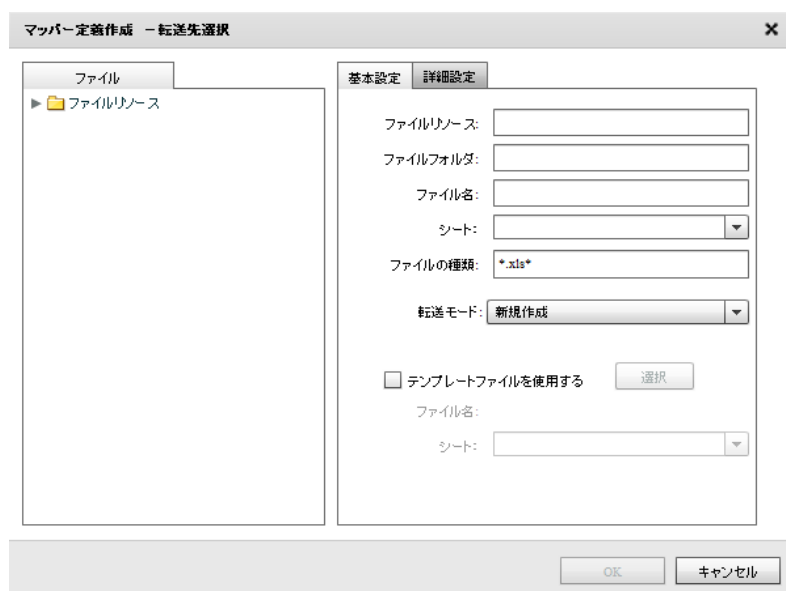 マッパー定義作成 －転送先選択
ファイル
ファイルリソース
基本設定 詳細設定
ファイルリソース:
ファイルフォルダ:
ファイル名:
シート:
ファイルの種類: *.xls*
転送モード: 新規作成
テンプレートファイルを使用する 選択
ファイル名:
シート:
OK キャンセル